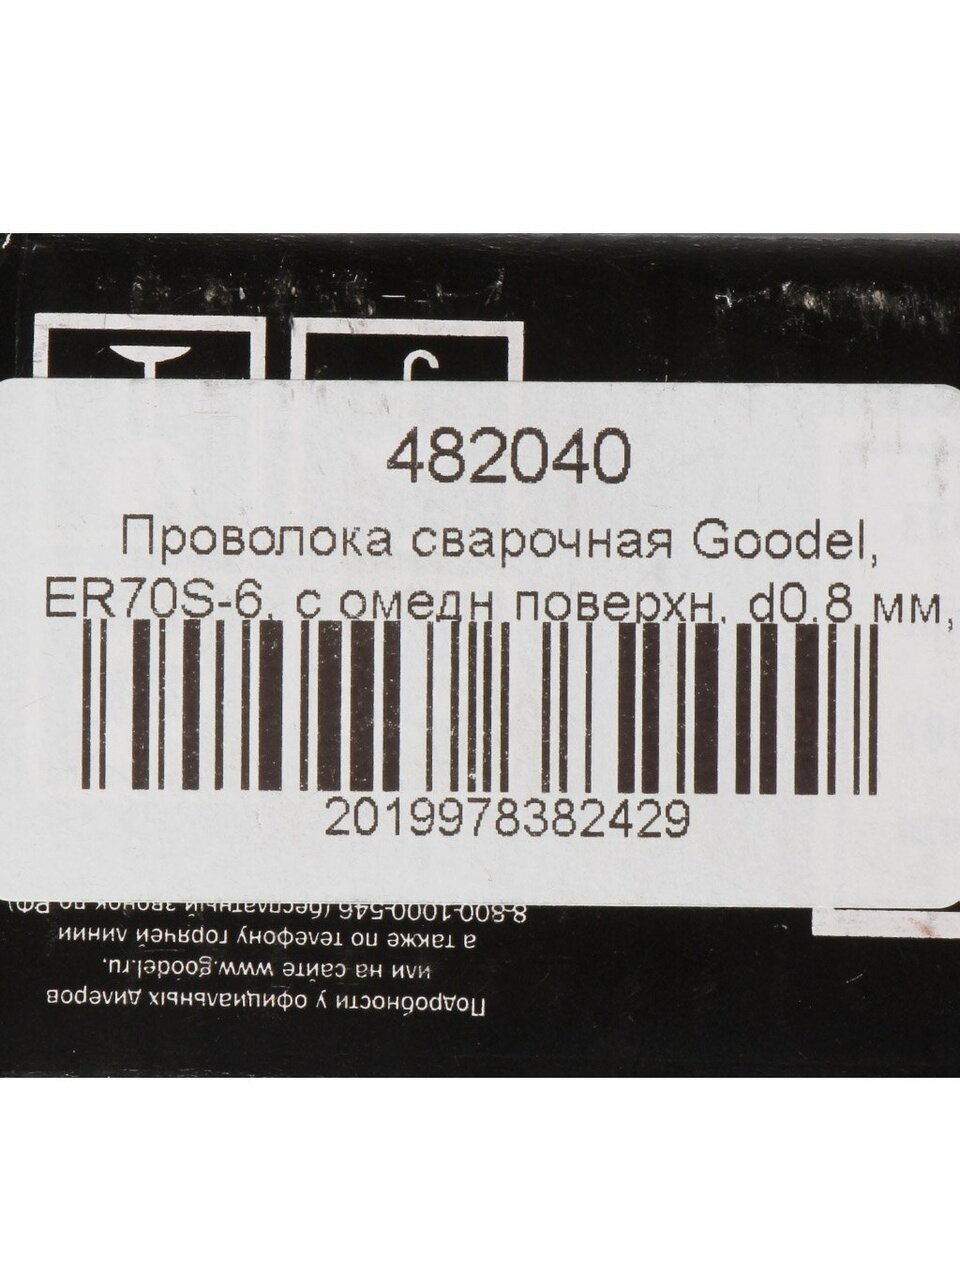 482040
Проволока сварочная Goodel,
ER70S-6, с омедн поверхн. d0.8 мм,
2019978382429
Подробности у официальных дилеров
или на сайте www.goodel.ru.
а также по телефону горячей линии
8-800-1000-546 (бесплатный звонок по РФ)